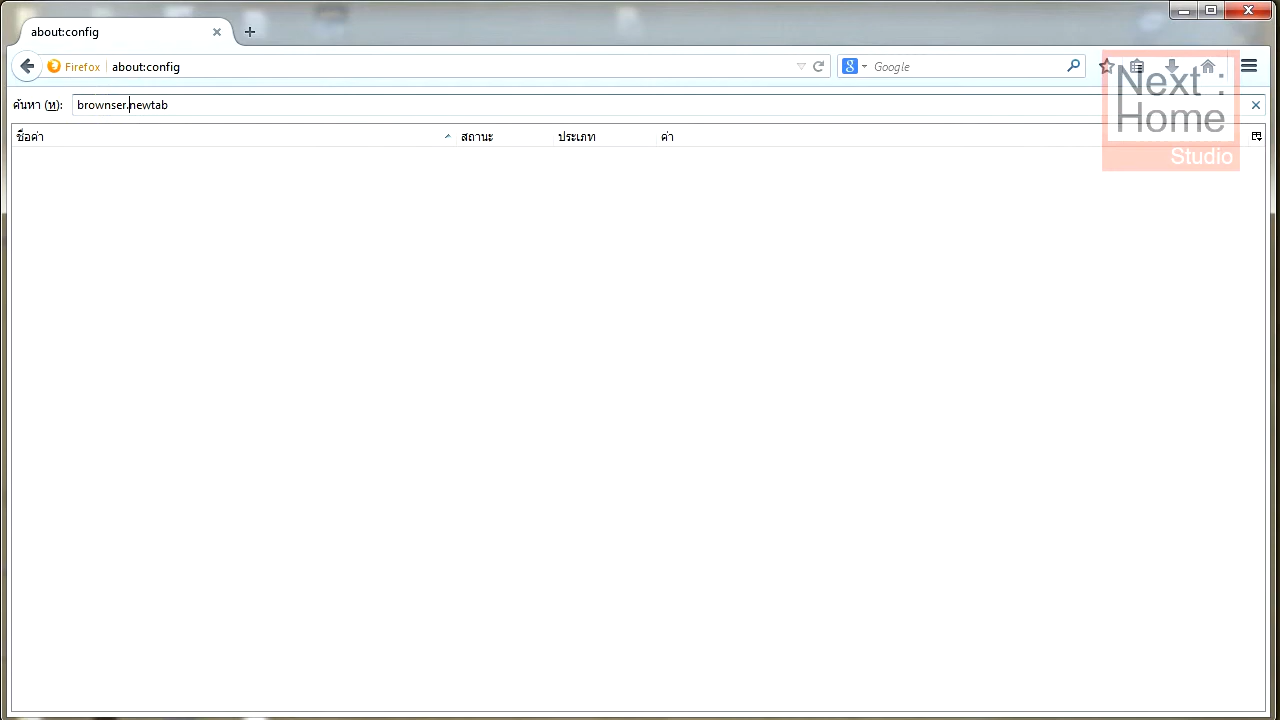 about:config
Firefox about:config
Google
ค้นหา (ห): brownser.newtab
ชื่อค่า สถานะ ประเภท ค่า
Next :
Home
Studio